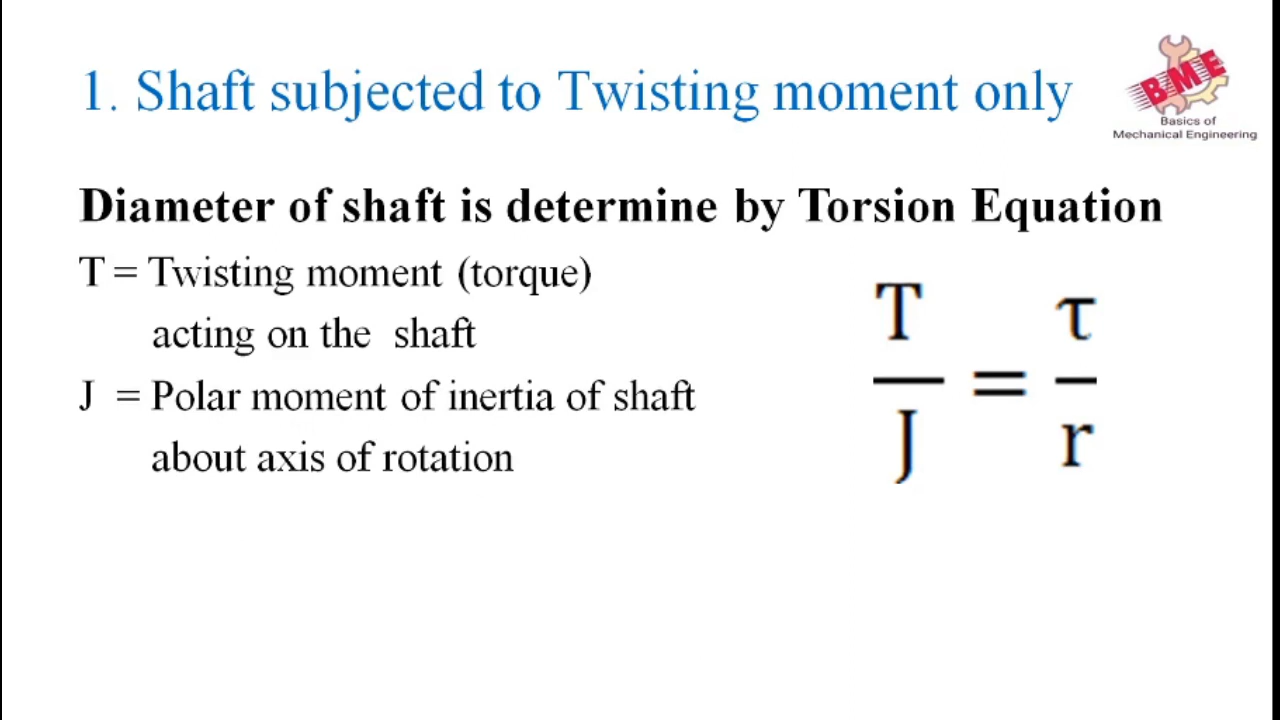 1. Shaft subjected to Twisting moment only
BME
Basics of
Mechanical Engineering
Diameter of shaft is determine by Torsion Equation
T = Twisting moment (torque)
acting on the shaft
J = Polar moment of inertia of shaft
about axis of rotation
T τ
— = —
J r